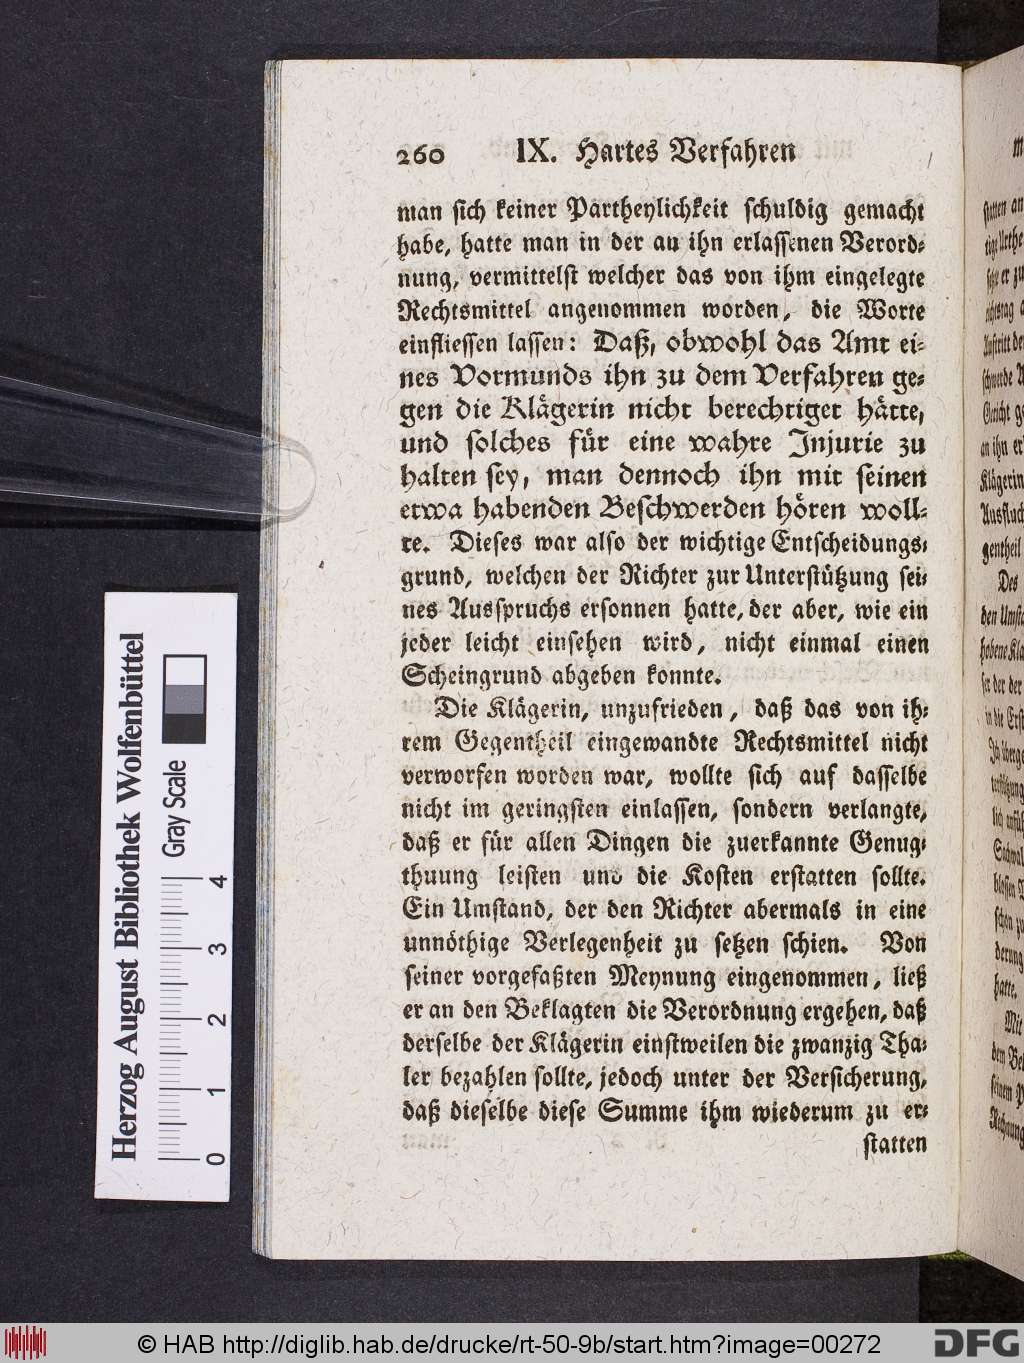 260 IX. Hartes Verfahren
man sich keiner Partheylichkeit schuldig gemacht
habe, hatte man in der an ihn erlassenen Verord-
nung, vermittelst welcher das von ihm eingelegte
Rechtsmittel angenommen worden, die Worte
einfliessen lassen: Daß, obwohl das Amt ei-
nes Vormunds ihn zu dem Verfahren ge-
gen die Klägerin nicht berechtiget hätte,
und solches für eine wahre Injurie zu
halten sey, man dennoch ihn mit seinen
etwa habenden Beschwerden hören woll-
te. Dieses war also der wichtige Entscheidungs-
grund, welchen der Richter zur Unterstützung sei-
nes Ausspruchs ersonnen hatte, der aber, wie ein
jeder leicht einsehen wird, nicht einmal einen
Scheingrund abgeben konnte.
Die Klägerin, unzufrieden, daß das von ih-
rem Gegentheil eingewandte Rechtsmittel nicht
verworfen worden war, wollte sich auf dasselbe
nicht im geringsten einlassen, sondern verlangte,
daß er für allen Dingen die zuerkannte Genug-
thuung leisten und die Kosten erstatten sollte.
Ein Umstand, der den Richter abermals in eine
unnöthige Verlegenheit zu setzen schien. Von
seiner vorgefaßten Meynung eingenommen, ließ
er an den Beklagten die Verordnung ergehen, daß
derselbe der Klägerin einstweilen die zwanzig Tha-
ler bezahlen sollte, jedoch unter der Versicherung,
daß dieselbe diese Summe ihm wiederum zu er-
statten
Herzog August Bibliothek Wolfenbüttel
Gray Scale
0 1 2 3 4
© HAB http://diglib.hab.de/drucke/rt-50-9b/start.htm?image=00272
DFG